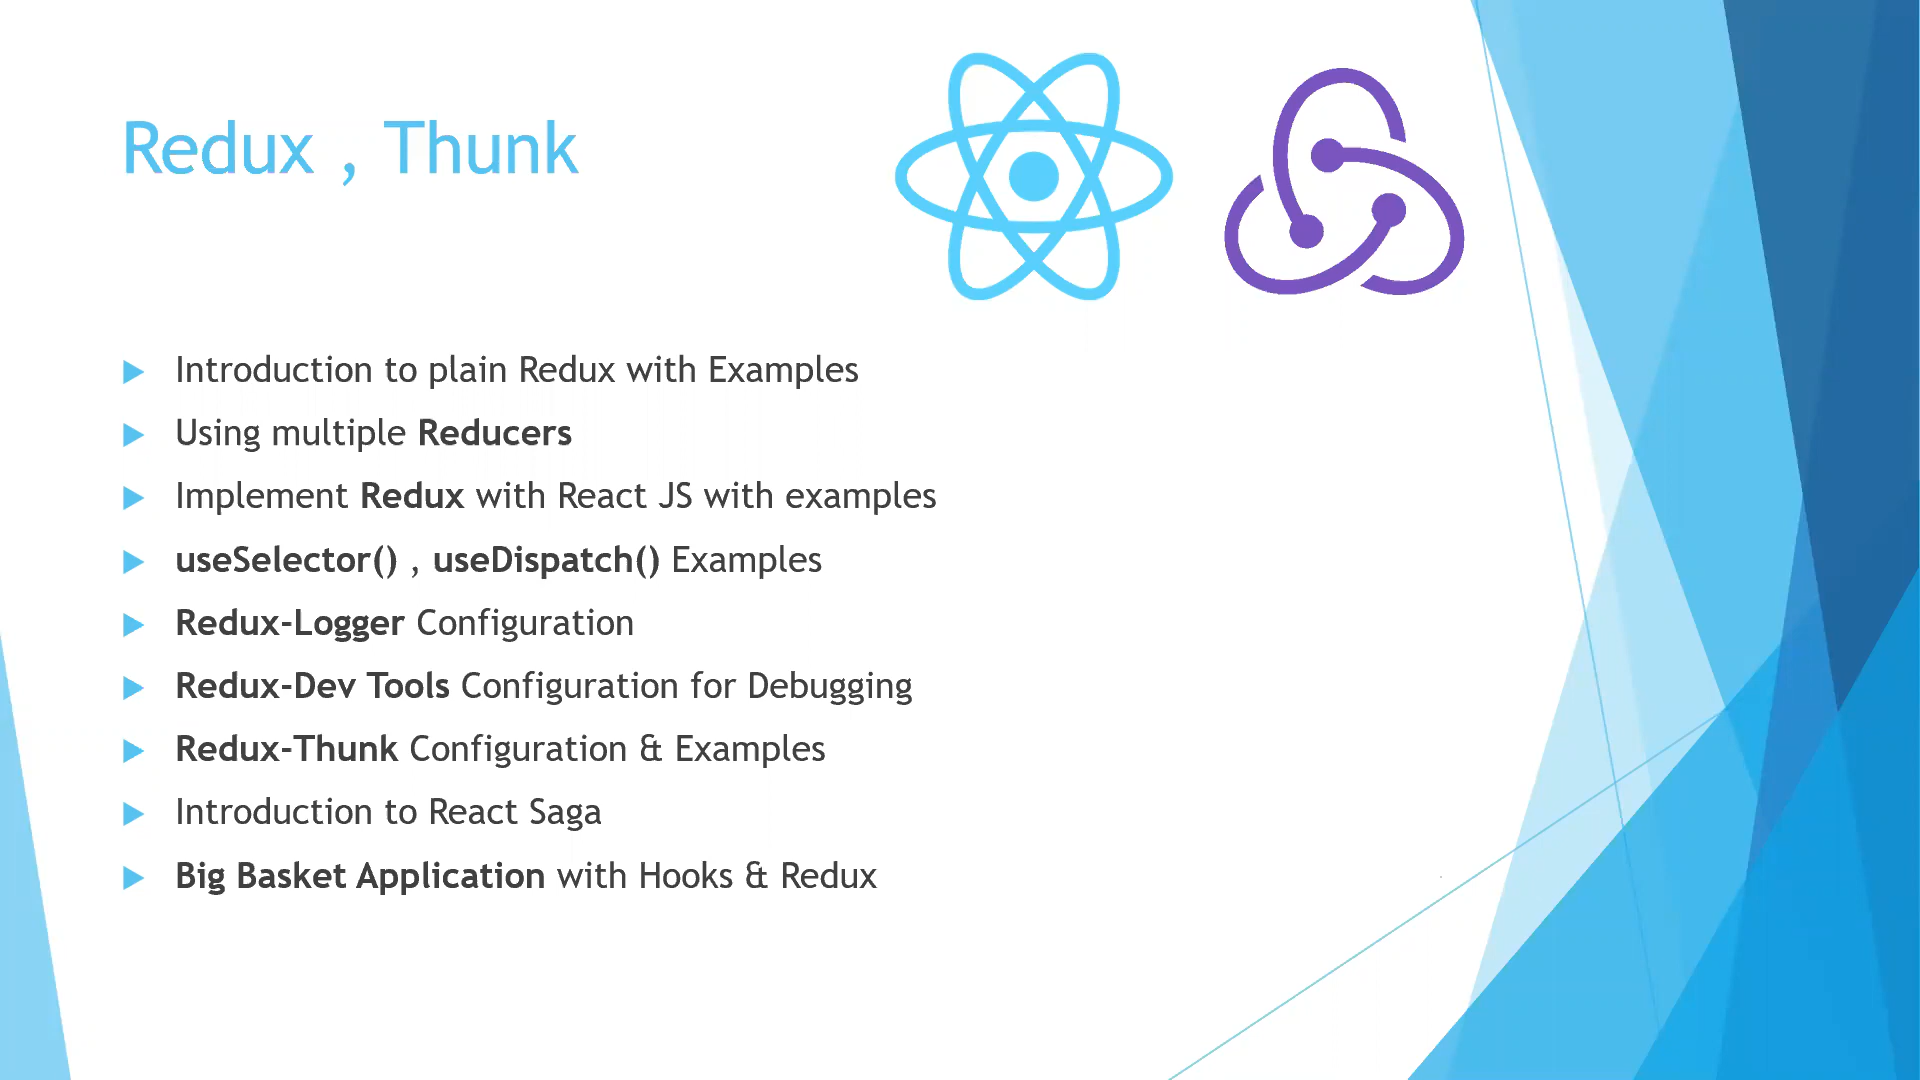 Redux , Thunk
Introduction to plain Redux with Examples
Using multiple Reducers
Implement Redux with React JS with examples
useSelector() , useDispatch() Examples
Redux-Logger Configuration
Redux-Dev Tools Configuration for Debugging
Redux-Thunk Configuration & Examples
Introduction to React Saga
Big Basket Application with Hooks & Redux